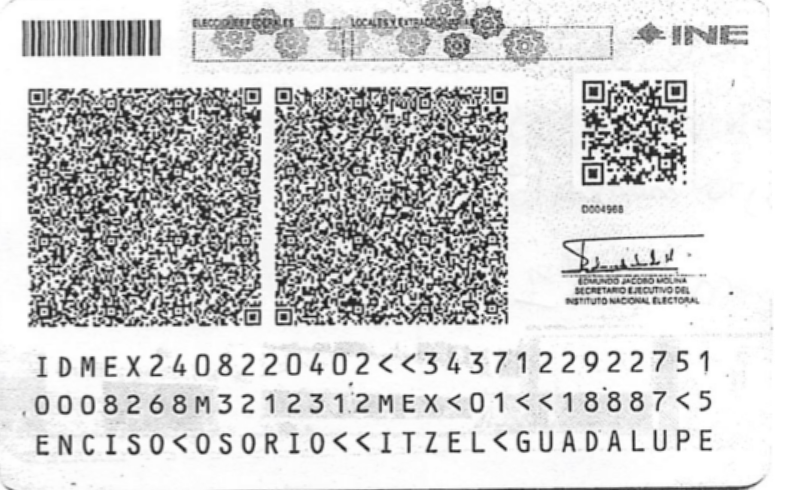 ELECCIONES FEDERALES
LOCALES Y EXTRAORDINARIAS
INE
D004968
EDMUNDO JACOBO MOLINA
SECRETARIO EJECUTIVO DEL
INSTITUTO NACIONAL ELECTORAL
IDMEX2408220402<<3437122922751
0008268M3212312MEX<01<<18887<5
ENCISO<OSORIO<<ITZEL<GUADALUPE